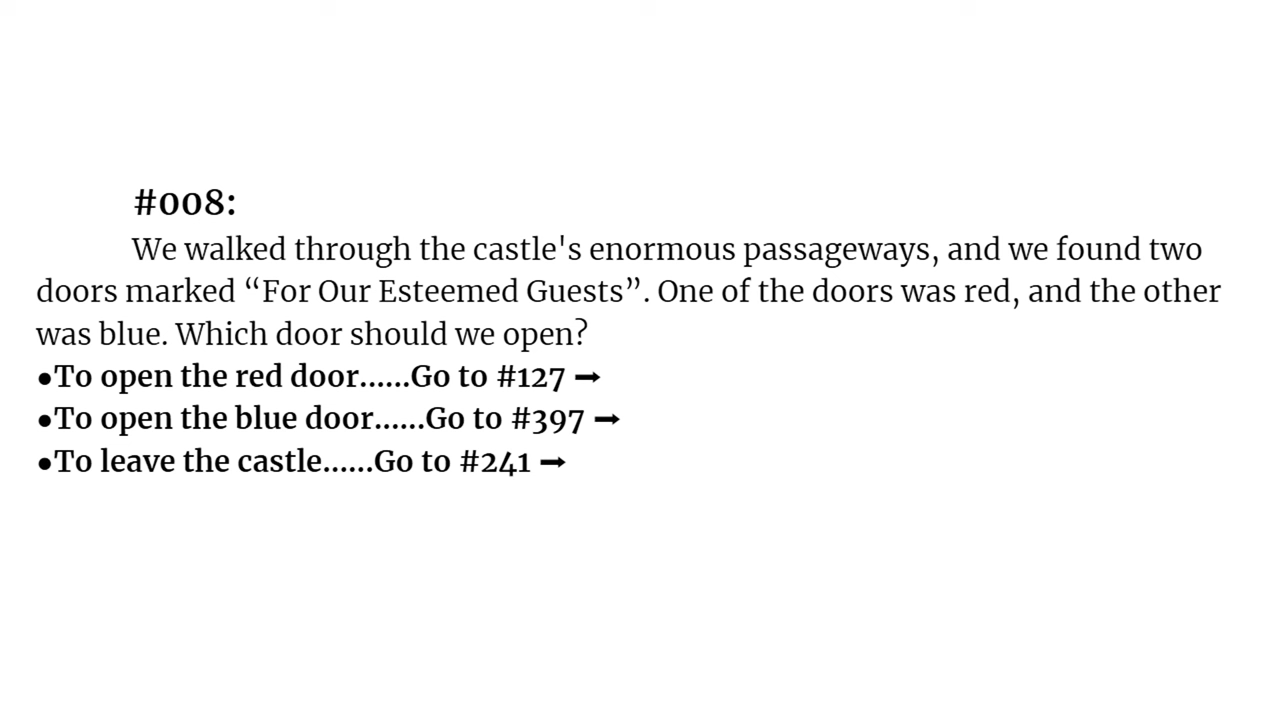 #008:
We walked through the castle's enormous passageways, and we found two
doors marked “For Our Esteemed Guests”. One of the doors was red, and the other
was blue. Which door should we open?
●To open the red door......Go to #127 ➞
●To open the blue door......Go to #397 ➞
●To leave the castle......Go to #241 ➞